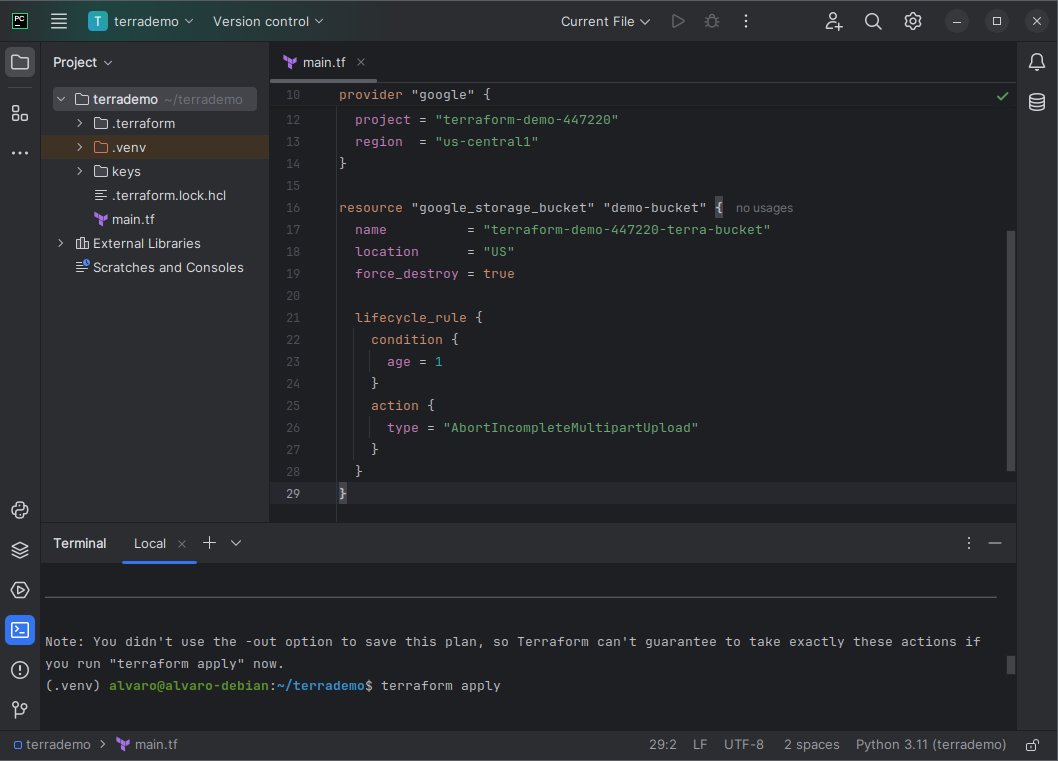 PC
T terrademo Version control Current File
Project
main.tf
terrademo ~/terrademo
.terraform
.venv
keys
.terraform.lock.hcl
main.tf
External Libraries
Scratches and Consoles
10 provider "google" {
12   project = "terraform-demo-447220"
13   region  = "us-central1"
14 }
15
16 resource "google_storage_bucket" "demo-bucket" { no usages
17   name          = "terraform-demo-447220-terra-bucket"
18   location      = "US"
19   force_destroy = true
20
21   lifecycle_rule {
22     condition {
23       age = 1
24     }
25     action {
26       type = "AbortIncompleteMultipartUpload"
27     }
28   }
29 }
Terminal Local
Note: You didn't use the -out option to save this plan, so Terraform can't guarantee to take exactly these actions if
you run "terraform apply" now.
(.venv) alvaro@alvaro-debian:~/terrademo$ terraform apply
terrademo main.tf 29:2 LF UTF-8 2 spaces Python 3.11 (terrademo)